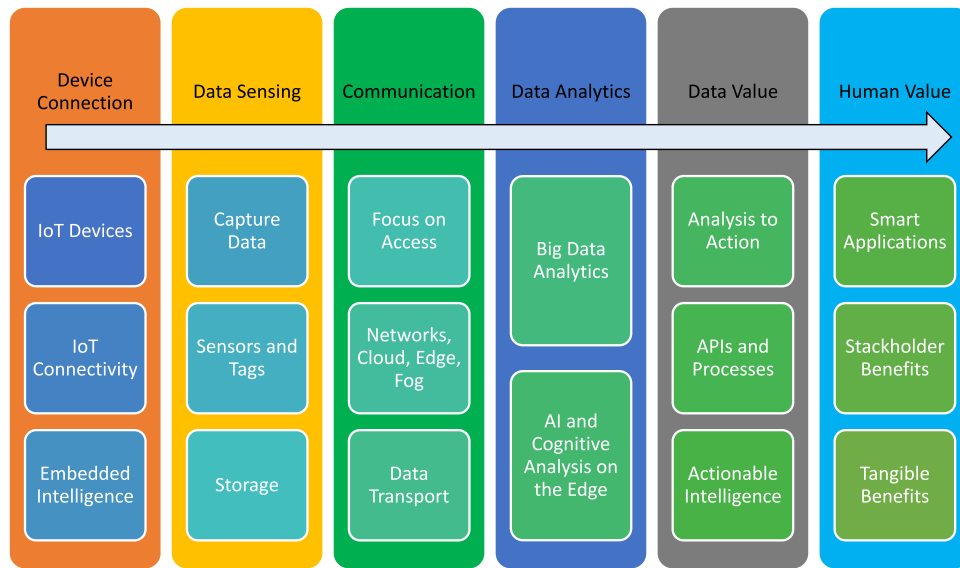 Device
Connection
Data Sensing
Communication
Data Analytics
Data Value
Human Value
IoT Devices
IoT
Connectivity
Embedded
Intelligence
Capture
Data
Sensors and
Tags
Storage
Focus on
Access
Networks,
Cloud, Edge,
Fog
Data
Transport
Big Data
Analytics
AI and
Cognitive
Analysis on
the Edge
Analysis to
Action
APIs and
Processes
Actionable
Intelligence
Smart
Applications
Stackholder
Benefits
Tangible
Benefits